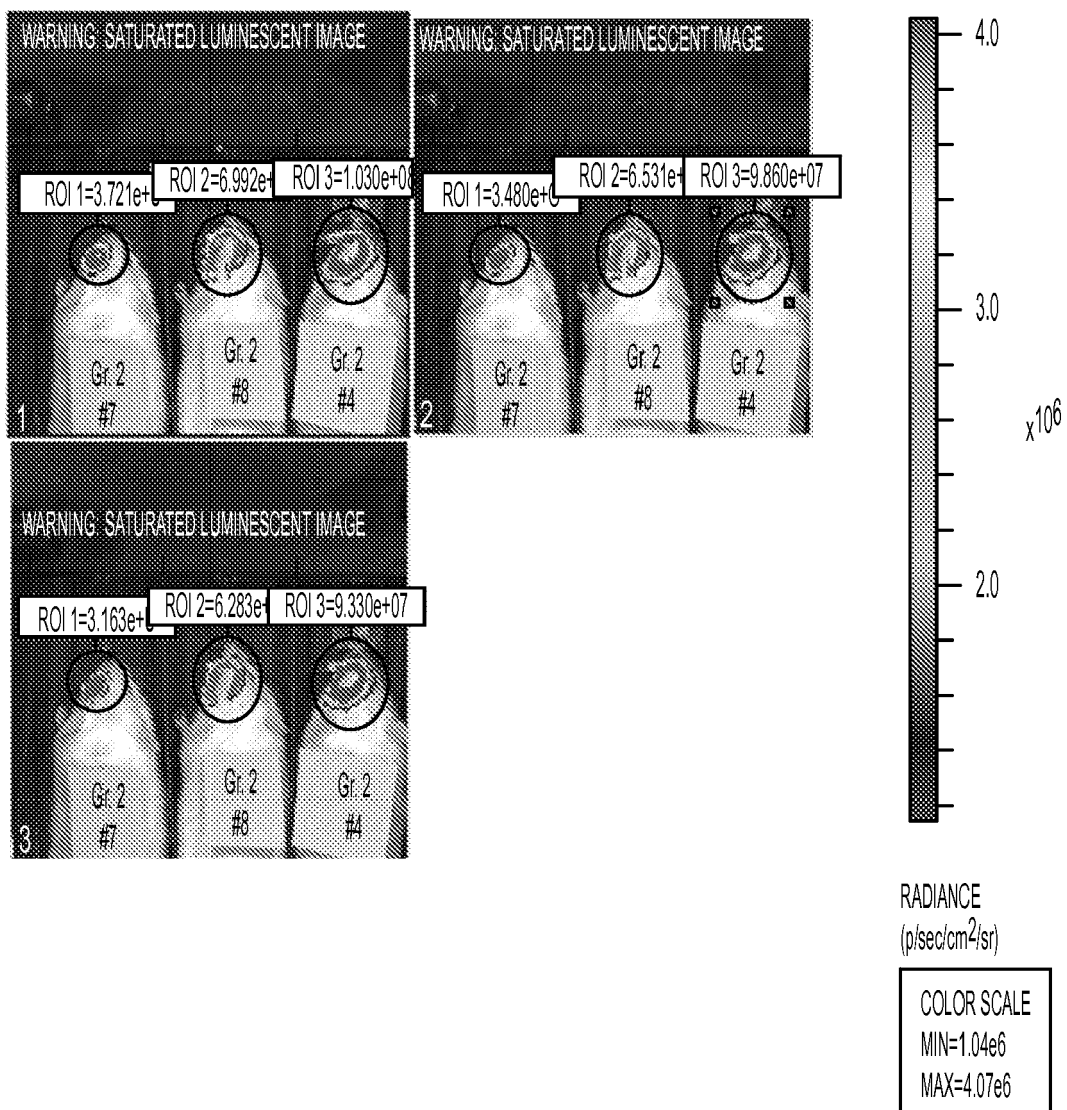 WARNING: SATURATED LUMINESCENT IMAGE
ROI 1=3.721e+
ROI 2=6.992e+
ROI 3=1.030e+08
Gr. 2
#7
Gr. 2
#8
Gr. 2
#4
1
WARNING: SATURATED LUMINESCENT IMAGE
ROI 1=3.480e+
ROI 2=6.531e+
ROI 3=9.860e+07
Gr. 2
#7
Gr. 2
#8
Gr. 2
#4
2
WARNING: SATURATED LUMINESCENT IMAGE
ROI 1=3.163e+
ROI 2=6.283e+
ROI 3=9.330e+07
Gr. 2
#7
Gr. 2
#8
Gr. 2
#4
3
4.0
3.0
x10⁶
2.0
RADIANCE
(p/sec/cm²/sr)
COLOR SCALE
MIN=1.04e6
MAX=4.07e6